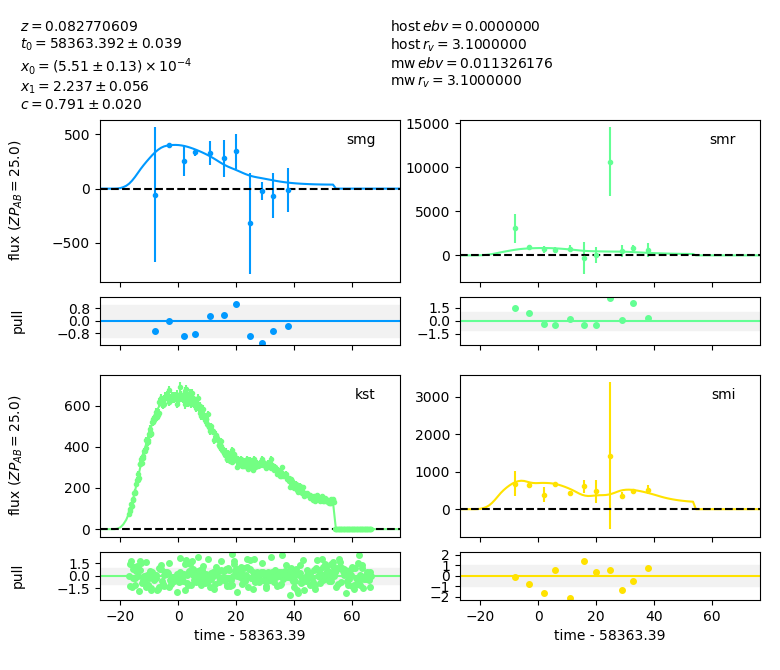 z = 0.082770609
t₀ = 58363.392 ± 0.039
x₀ = (5.51 ± 0.13) × 10⁻⁴
x₁ = 2.237 ± 0.056
c = 0.791 ± 0.020
host ebv = 0.0000000
host r_v = 3.1000000
mw ebv = 0.011326176
mw r_v = 3.1000000
flux (ZP_AB = 25.0)
500
0
−500
smg
15000
10000
5000
0
smr
pull
0.8
0.0
−0.8
1.5
0.0
−1.5
flux (ZP_AB = 25.0)
600
400
200
0
kst
3000
2000
1000
0
smi
pull
1.5
0.0
−1.5
2
1
0
−1
−2
−20 0 20 40 60
−20 0 20 40 60
time - 58363.39
time - 58363.39